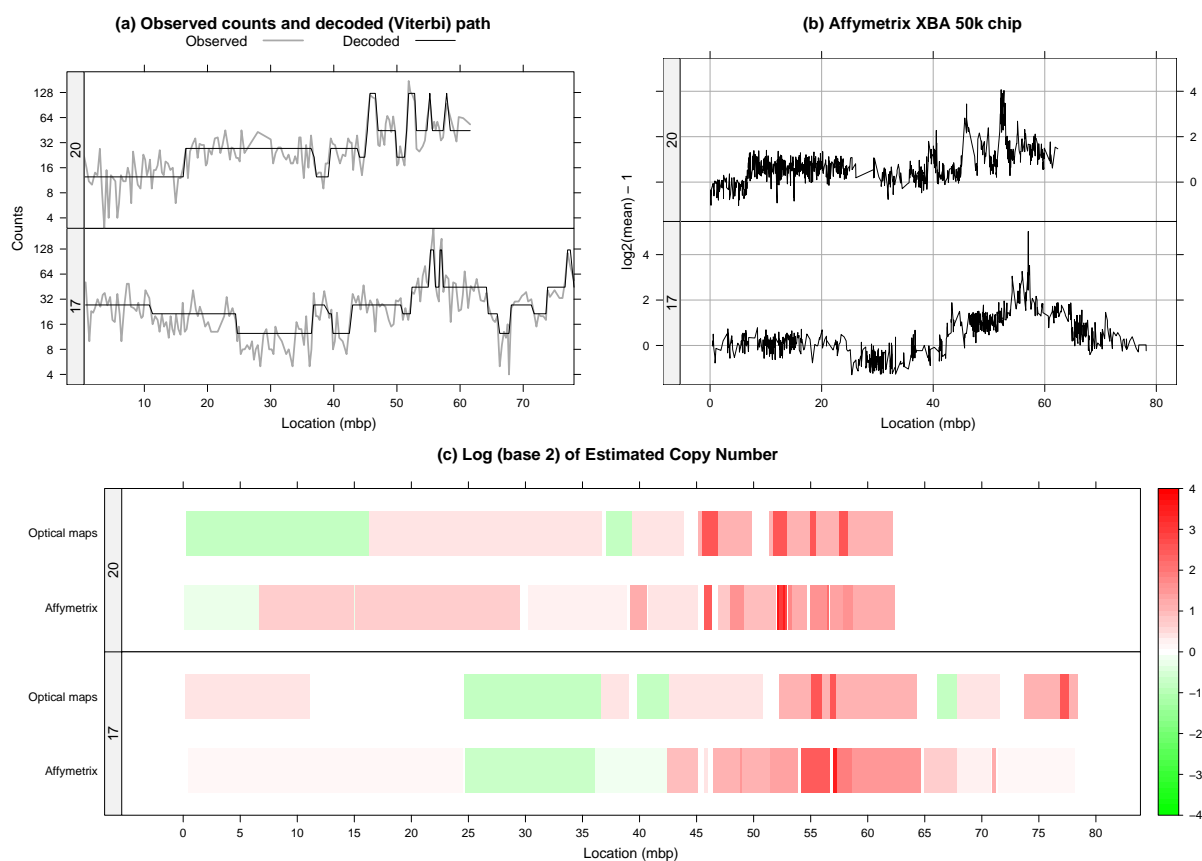 (a) Observed counts and decoded (Viterbi) path
Observed Decoded
128
64
32
16
8
4
20
128
64
32
16
8
4
17
Counts
10 20 30 40 50 60 70
Location (mbp)
(b) Affymetrix XBA 50k chip
20
4
2
0
17
4
2
0
log2(mean) − 1
0 20 40 60 80
Location (mbp)
(c) Log (base 2) of Estimated Copy Number
20
Optical maps
Affymetrix
17
Optical maps
Affymetrix
0 5 10 15 20 25 30 35 40 45 50 55 60 65 70 75 80
Location (mbp)
4
3
2
1
0
−1
−2
−3
−4